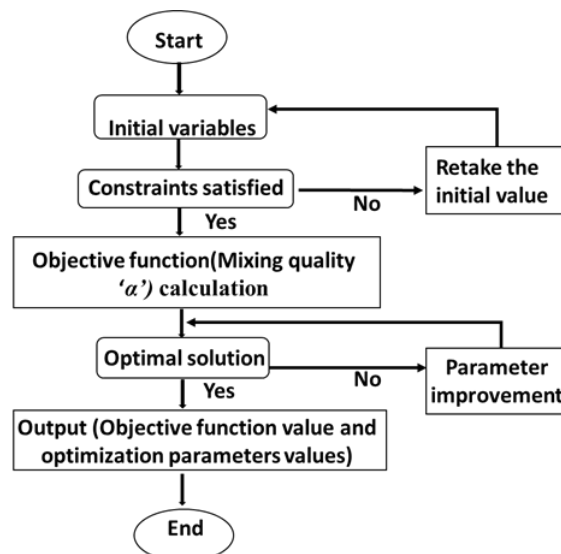 Start
Initial variables
Retake the
initial value
Constraints satisfied
No
Yes
Objective function(Mixing quality
‘α’) calculation
Optimal solution
No
Yes
Parameter
improvement
Output (Objective function value and
optimization parameters values)
End